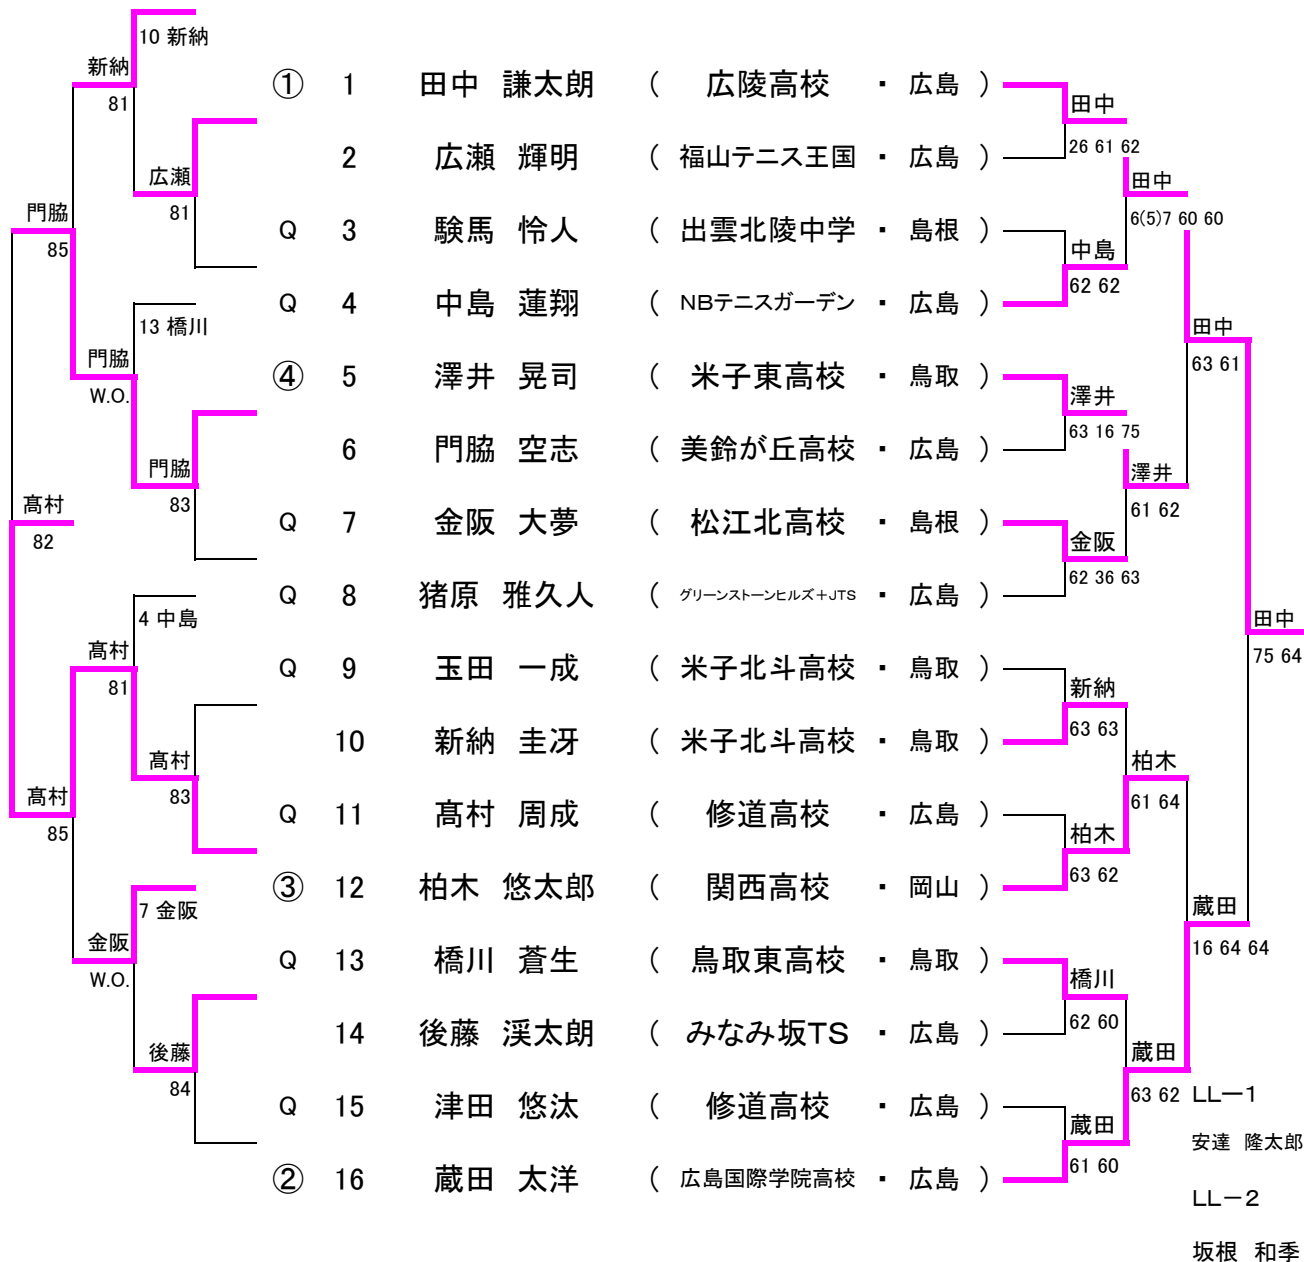 10 新納
新納
81
① 1 田中 謙太朗 ( 広陵高校 ・ 広島 )
田中
26 61 62
2 広瀬 輝明 ( 福山テニス王国 ・ 広島 )
広瀬
81
田中
6(5)7 60 60
門脇
85
Q 3 験馬 怜人 ( 出雲北陵中学 ・ 島根 )
中島
62 62
Q 4 中島 蓮翔 ( NBテニスガーデン ・ 広島 )
13 橋川
門脇
W.O.
田中
63 61
④ 5 澤井 晃司 ( 米子東高校 ・ 鳥取 )
澤井
63 16 75
6 門脇 空志 ( 美鈴が丘高校 ・ 広島 )
門脇
83
澤井
61 62
髙村
82
Q 7 金阪 大夢 ( 松江北高校 ・ 島根 )
金阪
62 36 63
Q 8 猪原 雅久人 ( グリーンストーンヒルズ+JTS ・ 広島 )
4 中島
髙村
81
田中
75 64
Q 9 玉田 一成 ( 米子北斗高校 ・ 鳥取 )
新納
63 63
10 新納 圭冴 ( 米子北斗高校 ・ 鳥取 )
髙村
83
柏木
61 64
髙村
85
Q 11 髙村 周成 ( 修道高校 ・ 広島 )
柏木
63 62
③ 12 柏木 悠太郎 ( 関西高校 ・ 岡山 )
7 金阪
金阪
W.O.
蔵田
16 64 64
Q 13 橋川 蒼生 ( 鳥取東高校 ・ 鳥取 )
橋川
62 60
14 後藤 渓太朗 ( みなみ坂TS ・ 広島 )
後藤
84
蔵田
63 62
LL-1
Q 15 津田 悠汰 ( 修道高校 ・ 広島 )
蔵田
61 60
安達 隆太郎
② 16 蔵田 太洋 ( 広島国際学院高校 ・ 広島 )
LL-2
坂根 和季